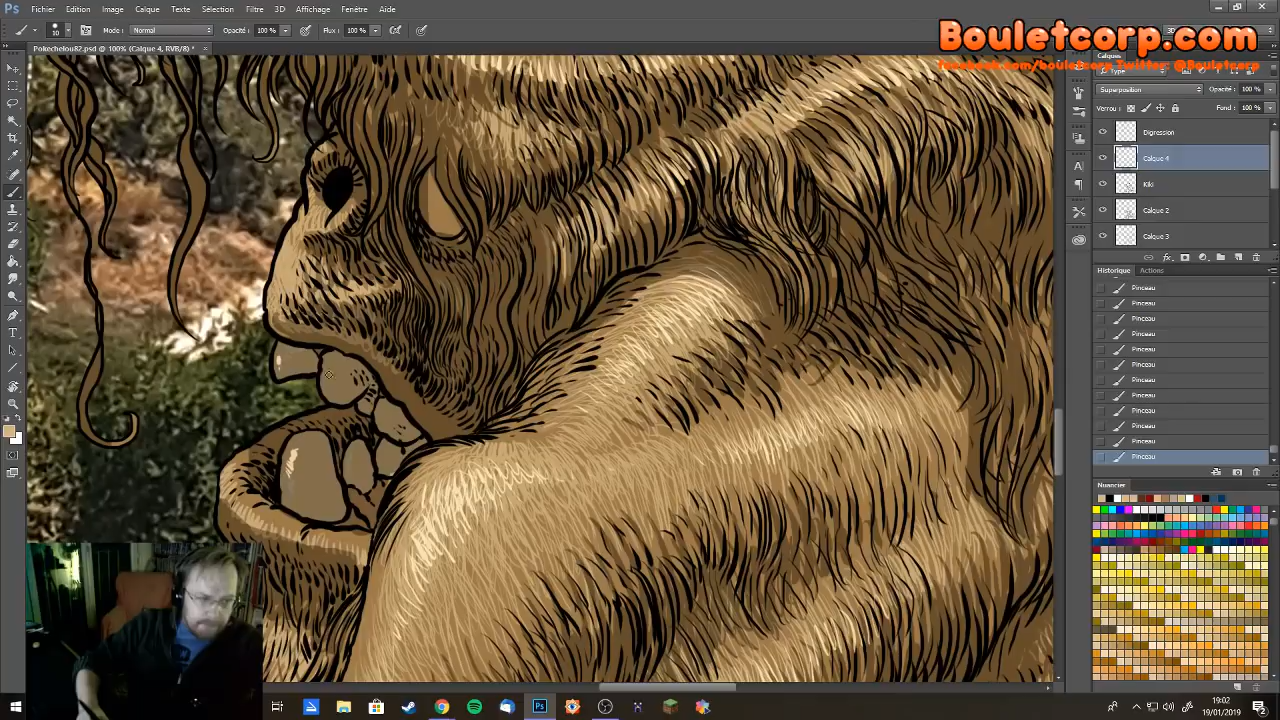 Ps Fichier Edition Image Calque Texte Sélection Filtre 3D Affichage Fenêtre Aide
10 Mode : Normal Opacité : 100 % Flux : 100 %
Bouletcorp.com
facebook.com/bouletcorp Twitter: @Bouletcorp
Pokechelou82.psd @ 100% (Calque 4, RVB/8) * ×
Calques
Type
Superposition Opacité : 100 %
Verrou : Fond : 100 %
Digression
Calque 4
Kiki
Calque 2
Calque 3
Historique Actions
Pinceau
Pinceau
Pinceau
Pinceau
Pinceau
Pinceau
Pinceau
Pinceau
Pinceau
Pinceau
Pinceau
Pinceau
Nuancier
19:02
19/01/2019